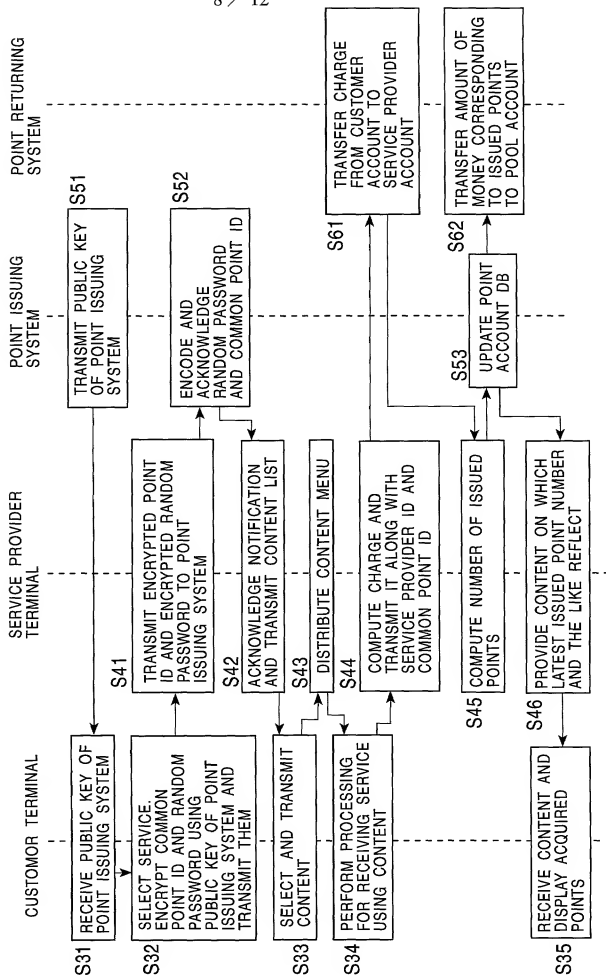 8 / 12
CUSTOMOR TERMINAL
SERVICE PROVIDER
TERMINAL
POINT ISSUING
SYSTEM
POINT RETURNING
SYSTEM
S51
TRANSMIT PUBLIC KEY
OF POINT ISSUING
SYSTEM
S31
RECEIVE PUBLIC KEY OF
POINT ISSUING SYSTEM
S32
SELECT SERVICE.
ENCRYPT COMMON
POINT ID AND RANDOM
PASSWORD USING
PUBLIC KEY OF POINT
ISSUING SYSTEM AND
TRANSMIT THEM
S41
TRANSMIT ENCRYPTED POINT
ID AND ENCRYPTED RANDOM
PASSWORD TO POINT
ISSUING SYSTEM
S52
ENCODE AND
ACKNOWLEDGE
RANDOM PASSWORD
AND COMMON POINT ID
S42
ACKNOWLEDGE NOTIFICATION
AND TRANSMIT CONTENT LIST
S33
SELECT AND TRANSMIT
CONTENT
S43
DISTRIBUTE CONTENT MENU
S34
PERFORM PROCESSING
FOR RECEIVING SERVICE
USING CONTENT
S44
COMPUTE CHARGE AND
TRANSMIT IT ALONG WITH
SERVICE PROVIDER ID AND
COMMON POINT ID
S61
TRANSFER CHARGE
FROM CUSTOMER
ACCOUNT TO
SERVICE PROVIDER
ACCOUNT
S45
COMPUTE NUMBER OF ISSUED
POINTS
S53
UPDATE POINT
ACCOUNT DB
S62
TRANSFER AMOUNT OF
MONEY CORRESPONDING
TO ISSUED POINTS
TO POOL ACCOUNT
S46
PROVIDE CONTENT ON WHICH
LATEST ISSUED POINT NUMBER
AND THE LIKE REFLECT
S35
RECEIVE CONTENT AND
DISPLAY ACQUIRED
POINTS